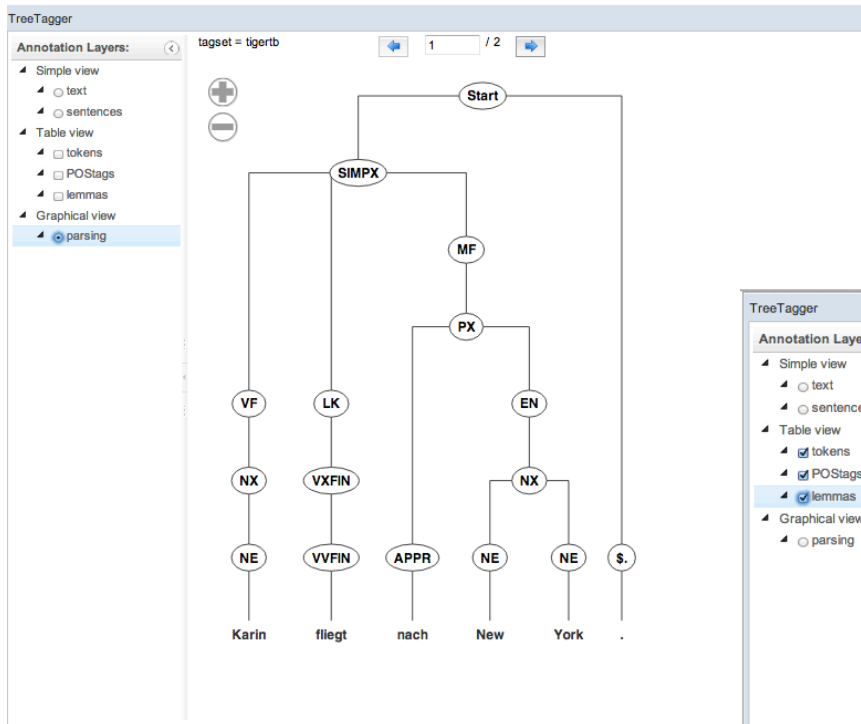 TreeTagger
Annotation Layers:
Simple view
text
sentences
Table view
tokens
POStags
lemmas
Graphical view
parsing
tagset = tigertb
1 / 2
Start
SIMPX
MF
PX
VF LK EN
NX VXFIN NX
NE VVFIN APPR NE NE $.
Karin fliegt nach New York .
TreeTagger
Annotation Laye
Simple view
text
sentence
Table view
tokens
POStags
lemmas
Graphical view
parsing